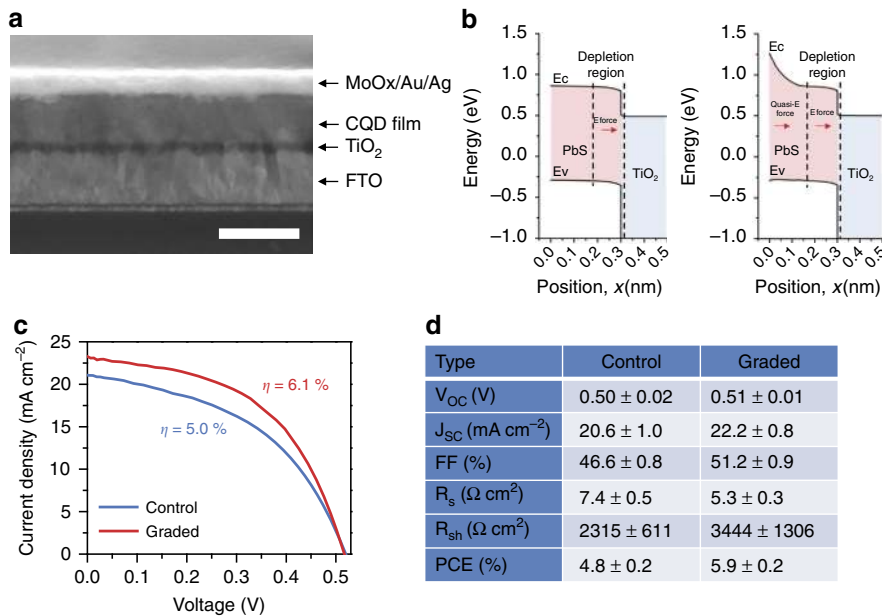 a
MoOx/Au/Ag
CQD film
TiO₂
FTO
b
1.5
1.0
0.5
0.0
−0.5
−1.0
Energy (eV)
Ec
Depletion
region
E force
PbS
Ev
TiO₂
0.0 0.1 0.2 0.3 0.4 0.5
Position, x(nm)
1.5
1.0
0.5
0.0
−0.5
−1.0
Energy (eV)
Ec
Depletion
region
Quasi-E
force
E force
PbS
Ev
TiO₂
0.0 0.1 0.2 0.3 0.4 0.5
Position, x(nm)
c
25
20
15
10
5
0
Current density (mA cm⁻²)
η = 6.1 %
η = 5.0 %
Control
Graded
0.0 0.1 0.2 0.3 0.4 0.5
Voltage (V)
d
Type Control Graded
V_OC (V) 0.50 ± 0.02 0.51 ± 0.01
J_SC (mA cm⁻²) 20.6 ± 1.0 22.2 ± 0.8
FF (%) 46.6 ± 0.8 51.2 ± 0.9
R_s (Ω cm²) 7.4 ± 0.5 5.3 ± 0.3
R_sh (Ω cm²) 2315 ± 611 3444 ± 1306
PCE (%) 4.8 ± 0.2 5.9 ± 0.2